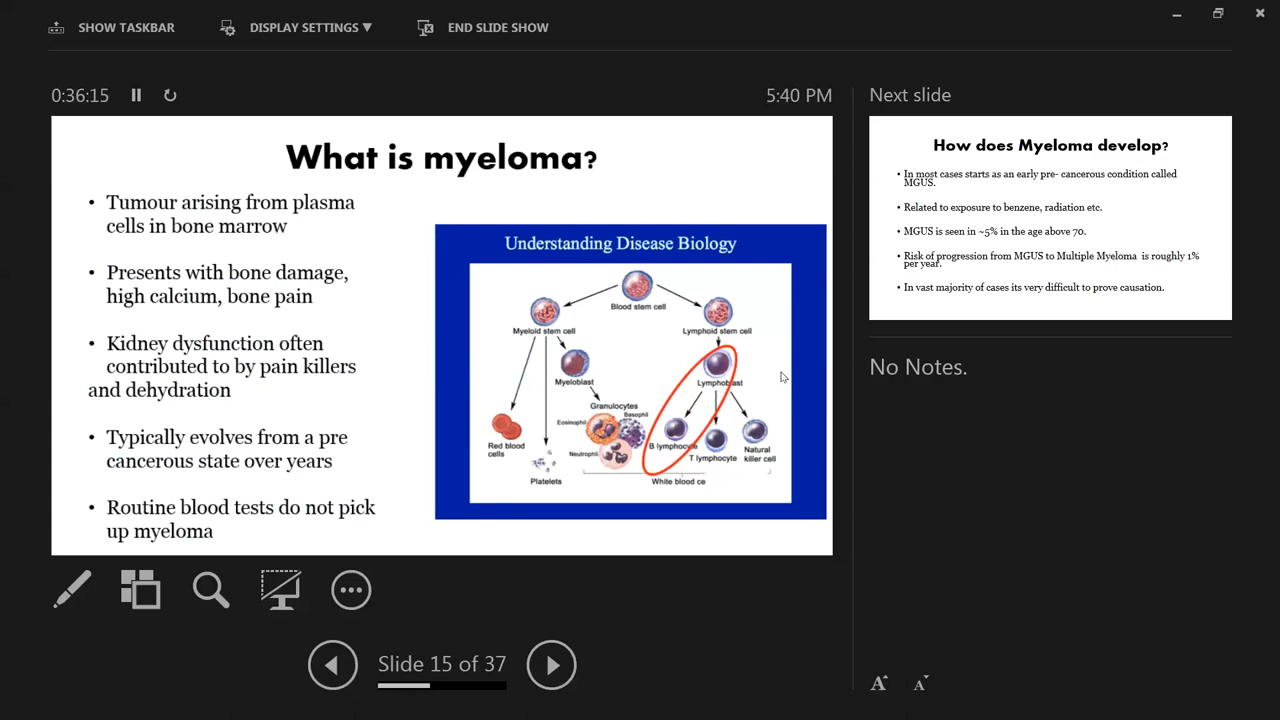 SHOW TASKBAR
DISPLAY SETTINGS ▼
END SLIDE SHOW
0:36:15
5:40 PM
What is myeloma?
• Tumour arising from plasma
cells in bone marrow
• Presents with bone damage,
high calcium, bone pain
• Kidney dysfunction often
contributed to by pain killers
and dehydration
• Typically evolves from a pre
cancerous state over years
• Routine blood tests do not pick
up myeloma
Understanding Disease Biology
Blood stem cell
Myeloid stem cell
Lymphoid stem cell
Myeloblast
Lymphoblast
Granulocytes
Eosinophil
Basophil
Neutrophil
Red blood
cells
Platelets
B lymphocyte
T lymphocyte
Natural
killer cell
White blood ce
Next slide
How does Myeloma develop?
• In most cases starts as an early pre- cancerous condition called
MGUS.
• Related to exposure to benzene, radiation etc.
• MGUS is seen in ~5% in the age above 70.
• Risk of progression from MGUS to Multiple Myeloma is roughly 1%
per year.
• In vast majority of cases its very difficult to prove causation.
No Notes.
Slide 15 of 37
A A